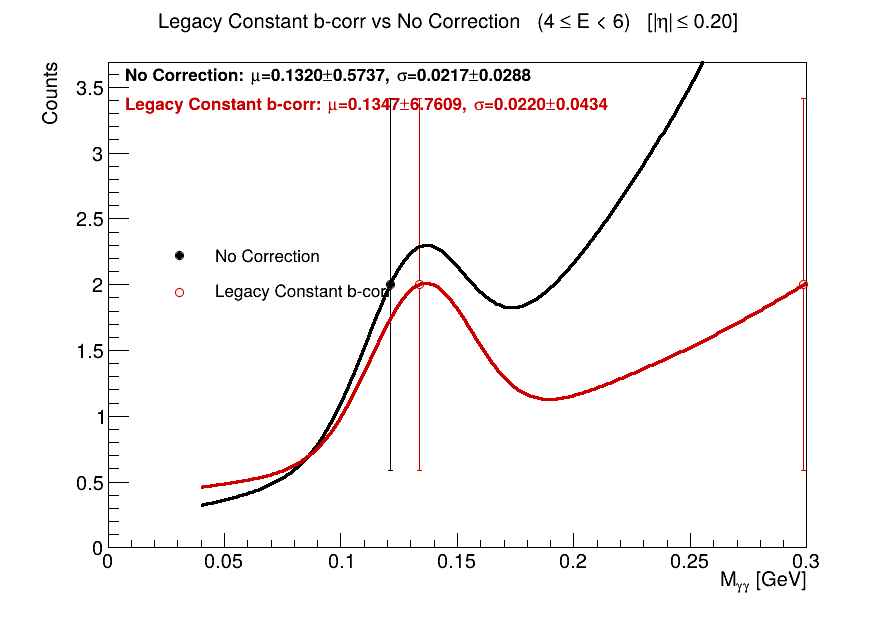 Legacy Constant b-corr vs No Correction (4 ≤ E < 6) [|η| ≤ 0.20]
Counts
No Correction: μ=0.1320±0.5737, σ=0.0217±0.0288
Legacy Constant b-corr: μ=0.1347±6.7609, σ=0.0220±0.0434
No Correction
Legacy Constant b-corr
3.5
3
2.5
2
1.5
1
0.5
0
0 0.05 0.1 0.15 0.2 0.25 0.3
Mγγ [GeV]